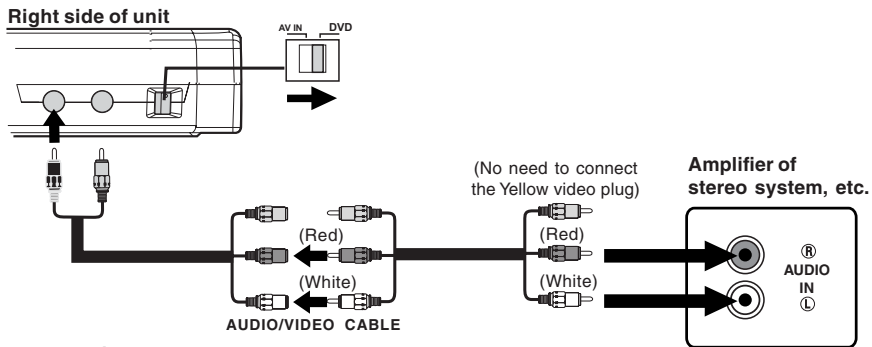 Right side of unit
AV IN
DVD
(No need to connect
the Yellow video plug)
Amplifier of
stereo system, etc.
(Red)
(Red)
(White)
(White)
R
AUDIO
IN
L
AUDIO/VIDEO CABLE